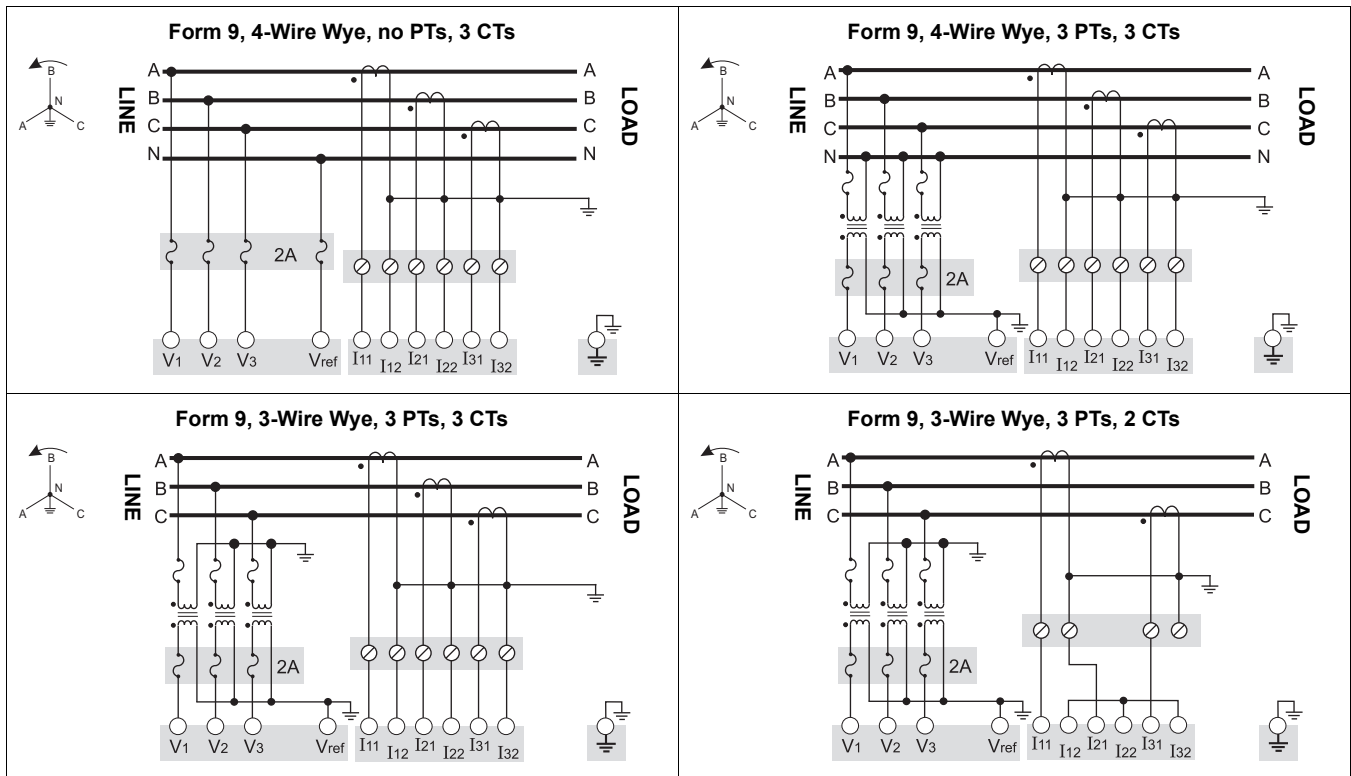 Form 9, 4-Wire Wye, no PTs, 3 CTs
B
N
A
C
LINE
A
B
C
N
A
B
C
N
LOAD
2A
V1
V2
V3
Vref
I11
I12
I21
I22
I31
I32
Form 9, 4-Wire Wye, 3 PTs, 3 CTs
B
N
A
C
LINE
A
B
C
N
A
B
C
N
LOAD
2A
V1
V2
V3
Vref
I11
I12
I21
I22
I31
I32
Form 9, 3-Wire Wye, 3 PTs, 3 CTs
B
N
A
C
LINE
A
B
C
A
B
C
LOAD
2A
V1
V2
V3
Vref
I11
I12
I21
I22
I31
I32
Form 9, 3-Wire Wye, 3 PTs, 2 CTs
B
N
A
C
LINE
A
B
C
A
B
C
LOAD
2A
V1
V2
V3
Vref
I11
I12
I21
I22
I31
I32